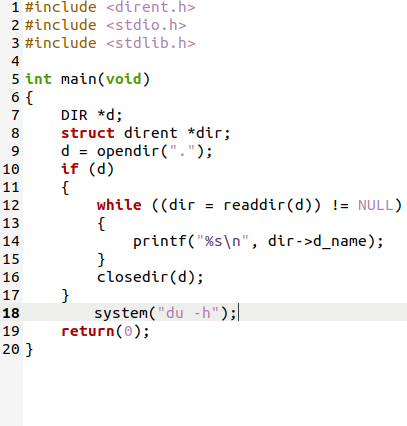 1 #include <dirent.h>
2 #include <stdio.h>
3 #include <stdlib.h>
4
5 int main(void)
6 {
7     DIR *d;
8     struct dirent *dir;
9     d = opendir(".");
10     if (d)
11     {
12         while ((dir = readdir(d)) != NULL)
13         {
14             printf("%s\n", dir->d_name);
15         }
16         closedir(d);
17     }
18         system("du -h");
19     return(0);
20 }